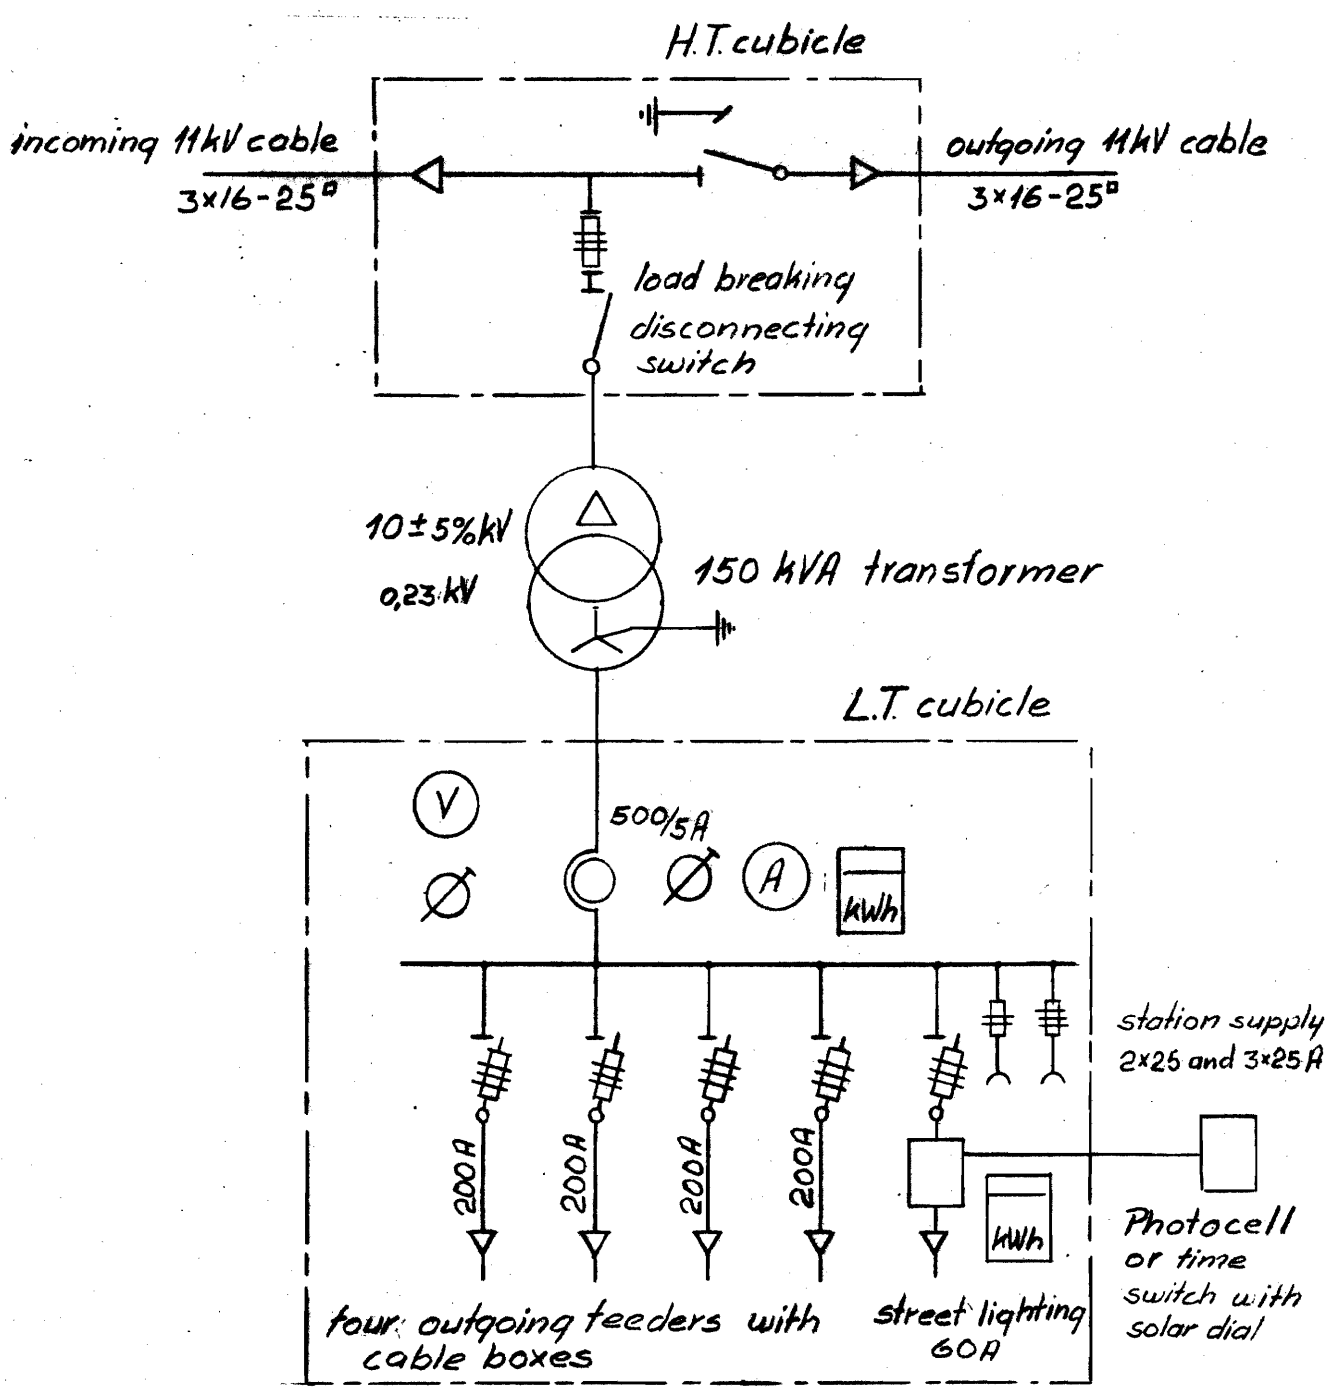 H.T. cubicle
incoming 11kV cable
3×16-25▫
outgoing 11kV cable
3×16-25▫
load breaking
disconnecting
switch
10±5%kV
0,23 kV
150 kVA transformer
L.T. cubicle
V
500/5A
A
kWh
station supply
2×25 and 3×25A
200A
200A
200A
200A
kWh
Photocell
or time
switch with
solar dial
four outgoing feeders with
cable boxes
street lighting
60A